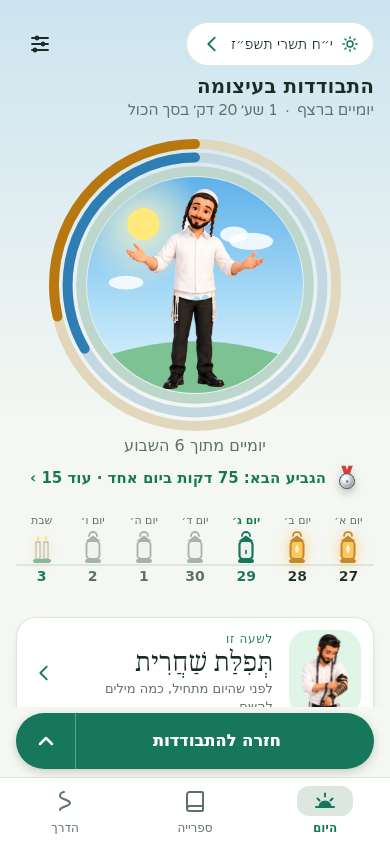 י״ח תשרי תשפ״ז
התבודדות בעיצומה
יומיים ברצף · 1 שע׳ 20 דק׳ בסך הכול
יומיים מתוך 6 השבוע
הגביע הבא: 75 דקות ביום אחד · עוד 15 ›
יום א׳ יום ב׳ יום ג׳ יום ד׳ יום ה׳ יום ו׳ שבת
27 28 29 30 1 2 3
לשעה זו
תְּפִלַּת שַׁחֲרִית
לפני שהיום מתחיל, כמה מילים
חזרה להתבודדות
היום ספרייה הדרך